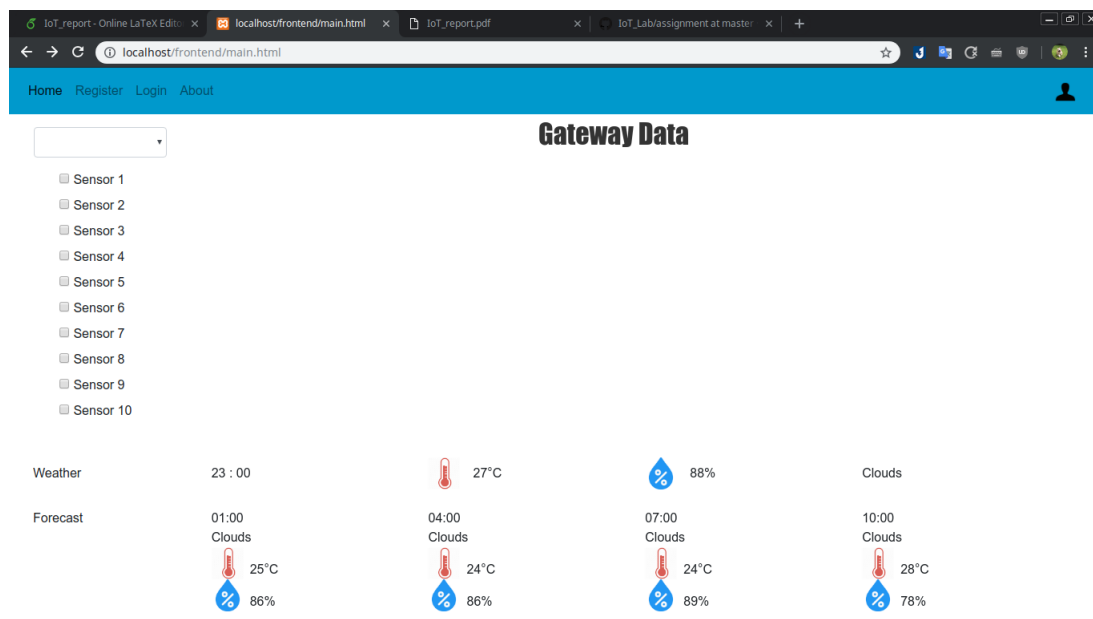 IoT_report - Online LaTeX Edito
localhost/frontend/main.html
IoT_report.pdf
IoT_Lab/assignment at master
localhost/frontend/main.html
Home Register Login About
Gateway Data
Sensor 1
Sensor 2
Sensor 3
Sensor 4
Sensor 5
Sensor 6
Sensor 7
Sensor 8
Sensor 9
Sensor 10
Weather 23 : 00 27°C % 88% Clouds
Forecast 01:00 04:00 07:00 10:00
Clouds Clouds Clouds Clouds
25°C 24°C 24°C 28°C
% 86% % 86% % 89% % 78%